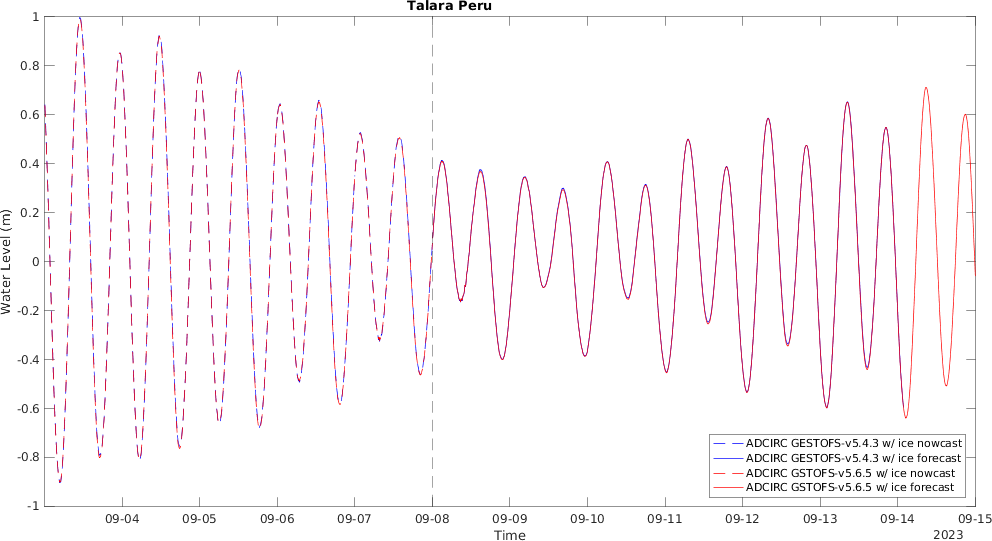 Talara Peru
Water Level (m)
1
0.8
0.6
0.4
0.2
0
-0.2
-0.4
-0.6
-0.8
-1
ADCIRC GESTOFS-v5.4.3 w/ ice nowcast
ADCIRC GESTOFS-v5.4.3 w/ ice forecast
ADCIRC GSTOFS-v5.6.5 w/ ice nowcast
ADCIRC GSTOFS-v5.6.5 w/ ice forecast
09-04 09-05 09-06 09-07 09-08 09-09 09-10 09-11 09-12 09-13 09-14 09-15
Time
2023